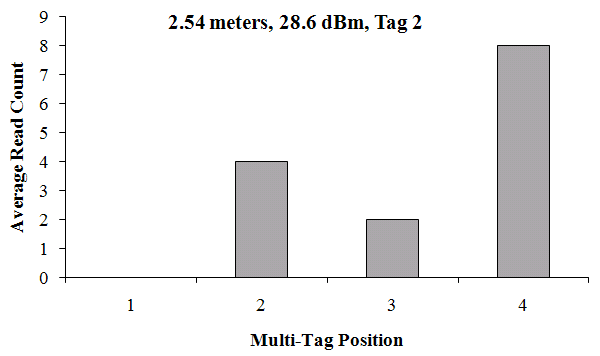 2.54 meters, 28.6 dBm, Tag 2
Average Read Count
9
8
7
6
5
4
3
2
1
0
1 2 3 4
Multi-Tag Position